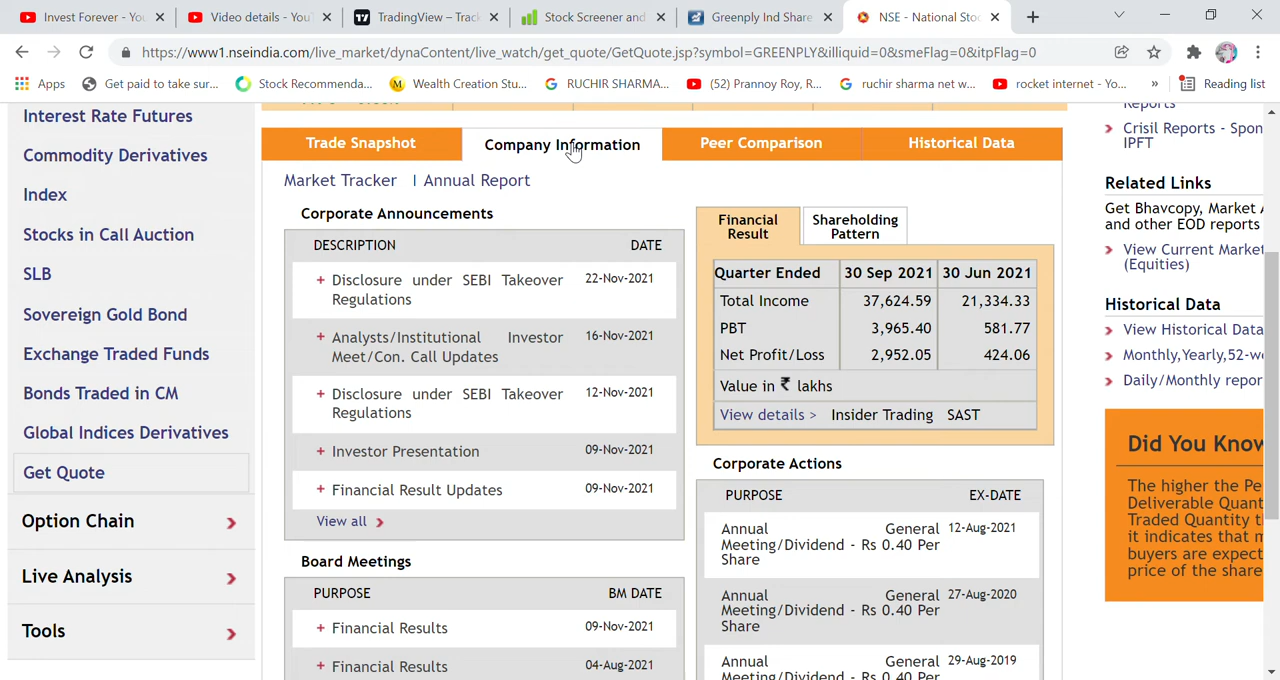 Invest Forever - You
Video details - You
TradingView – Track
Stock Screener and
Greenply Ind Share
NSE - National Stoc
https://www1.nseindia.com/live_market/dynaContent/live_watch/get_quote/GetQuote.jsp?symbol=GREENPLY&illiquid=0&smeFlag=0&itpFlag=0
Apps
Get paid to take sur...
Stock Recommenda...
Wealth Creation Stu...
RUCHIR SHARMA...
(52) Prannoy Roy, R...
ruchir sharma net w...
rocket internet - Yo...
»
Reading list
Interest Rate Futures
Commodity Derivatives
Index
Stocks in Call Auction
SLB
Sovereign Gold Bond
Exchange Traded Funds
Bonds Traded in CM
Global Indices Derivatives
Get Quote
Option Chain
Live Analysis
Tools
Trade Snapshot
Company Information
Peer Comparison
Historical Data
Market Tracker | Annual Report
Corporate Announcements
DESCRIPTION DATE
+ Disclosure under SEBI Takeover 22-Nov-2021
Regulations
+ Analysts/Institutional Investor 16-Nov-2021
Meet/Con. Call Updates
+ Disclosure under SEBI Takeover 12-Nov-2021
Regulations
+ Investor Presentation 09-Nov-2021
+ Financial Result Updates 09-Nov-2021
View all
Board Meetings
PURPOSE BM DATE
+ Financial Results 09-Nov-2021
+ Financial Results 04-Aug-2021
Financial
Result
Shareholding
Pattern
Quarter Ended 30 Sep 2021 30 Jun 2021
Total Income 37,624.59 21,334.33
PBT 3,965.40 581.77
Net Profit/Loss 2,952.05 424.06
Value in ₹ lakhs
View details > Insider Trading SAST
Corporate Actions
PURPOSE EX-DATE
Annual General 12-Aug-2021
Meeting/Dividend - Rs 0.40 Per
Share
Annual General 27-Aug-2020
Meeting/Dividend - Rs 0.40 Per
Share
Annual General 29-Aug-2019
Meeting/Dividend - Rs 0.40 Per
Reports
Crisil Reports - Spon
IPFT
Related Links
Get Bhavcopy, Market A
and other EOD reports
View Current Market
(Equities)
Historical Data
View Historical Data
Monthly,Yearly,52-we
Daily/Monthly repor
Did You Know
The higher the Pe
Deliverable Quant
Traded Quantity t
it indicates that m
buyers are expect
price of the share